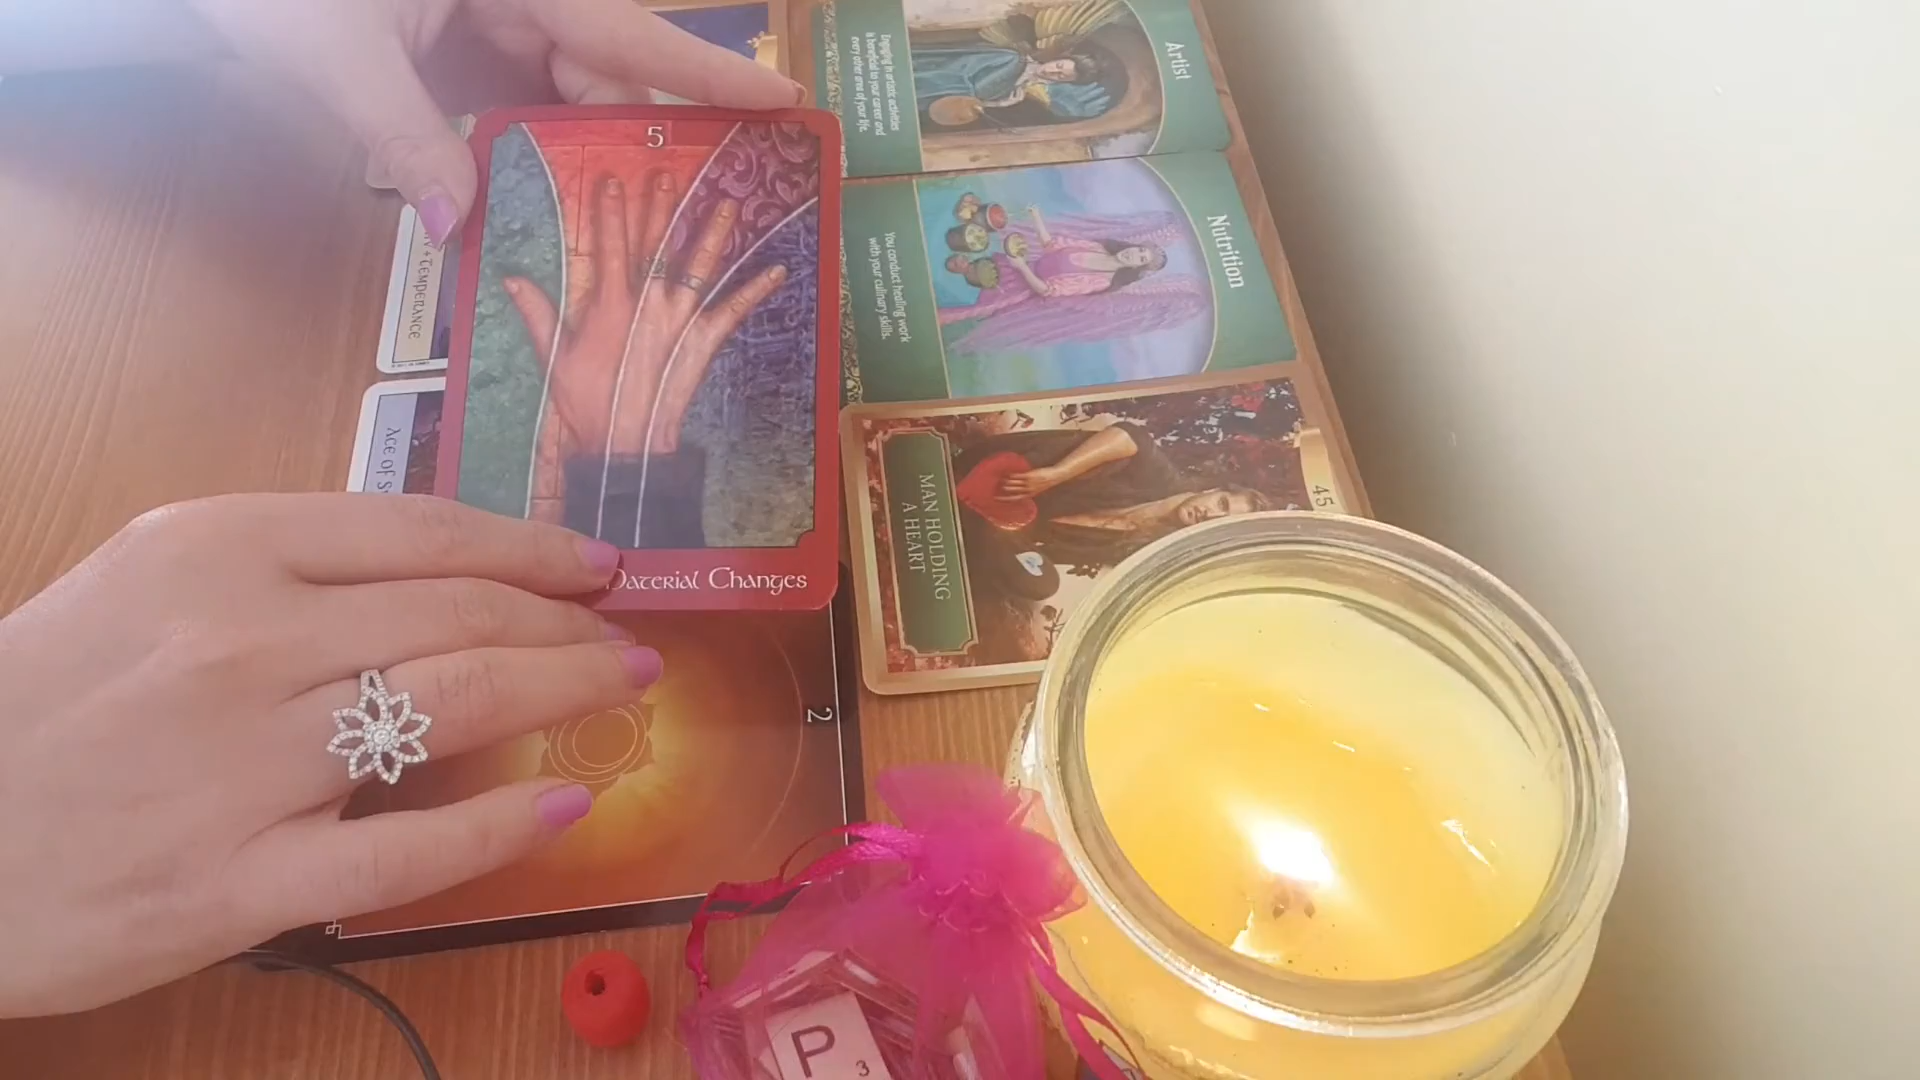 5
Material Changes
TEMPERANCE
ACE OF
Artist
Engaging in artistic activities
is beneficial to your career and
every other area of your life.
Nutrition
You conduct healing work
with your culinary skills.
45
MAN HOLDING
A HEART
2
P
3